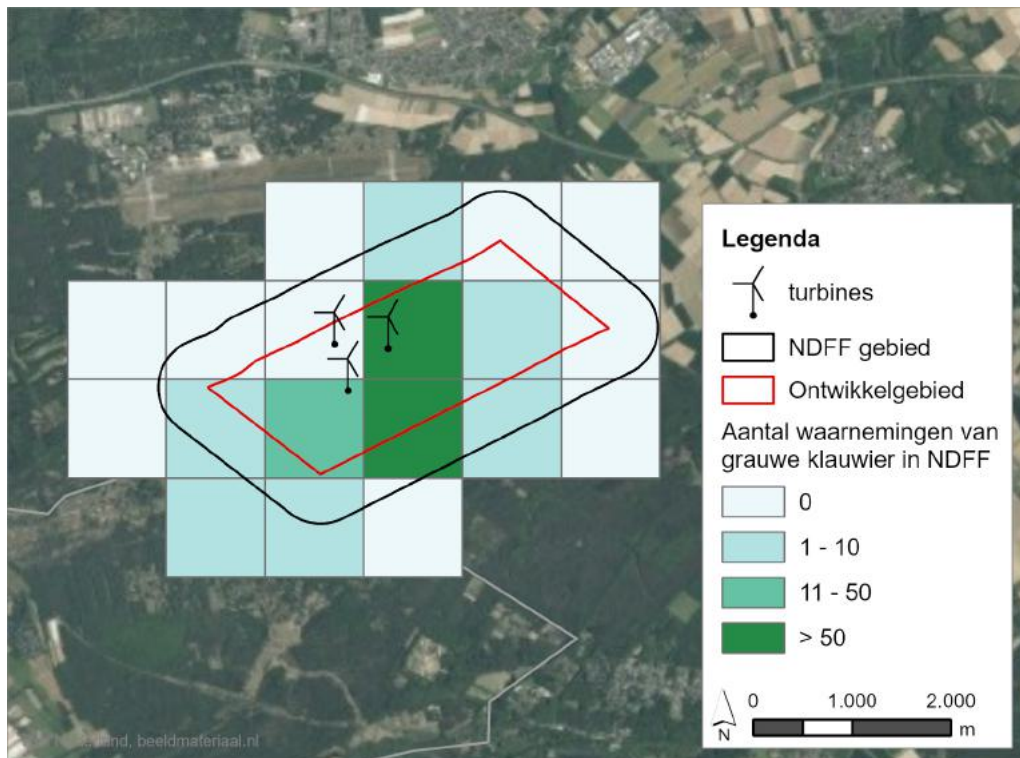 Legenda
turbines
NDFF gebied
Ontwikkelgebied
Aantal waarnemingen van
grauwe klauwier in NDFF
0
1 - 10
11 - 50
> 50
0 1.000 2.000
m
N
beeldmateriaal.nl